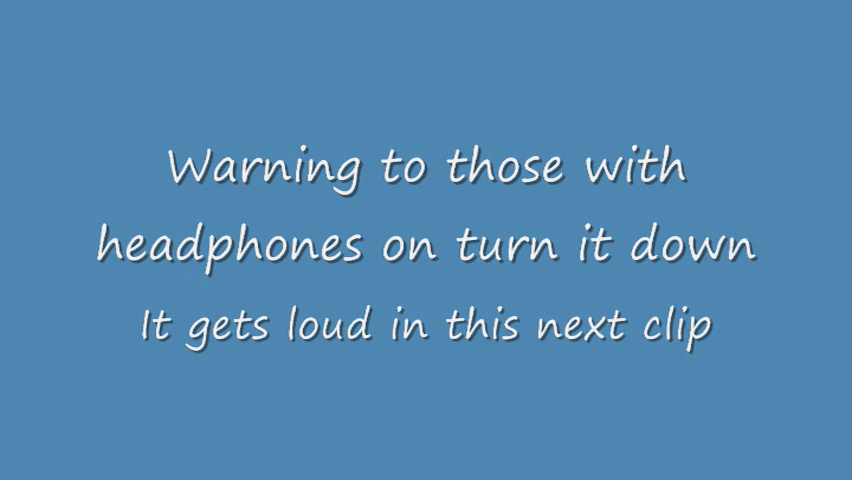 Warning to those with
headphones on turn it down
It gets loud in this next clip